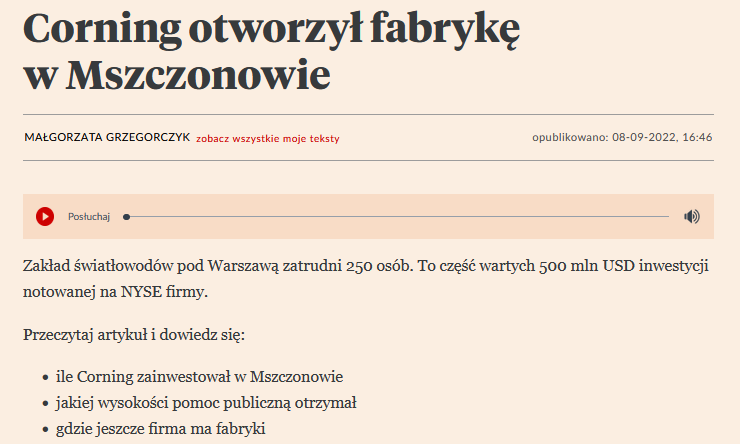 Corning otworzył fabrykę
w Mszczonowie
MAŁGORZATA GRZEGORCZYK zobacz wszystkie moje teksty
opublikowano: 08-09-2022, 16:46
Posłuchaj
Zakład światłowodów pod Warszawą zatrudni 250 osób. To część wartych 500 mln USD inwestycji
notowanej na NYSE firmy.
Przeczytaj artykuł i dowiedz się:
• ile Corning zainwestował w Mszczonowie
• jakiej wysokości pomoc publiczną otrzymał
• gdzie jeszcze firma ma fabryki